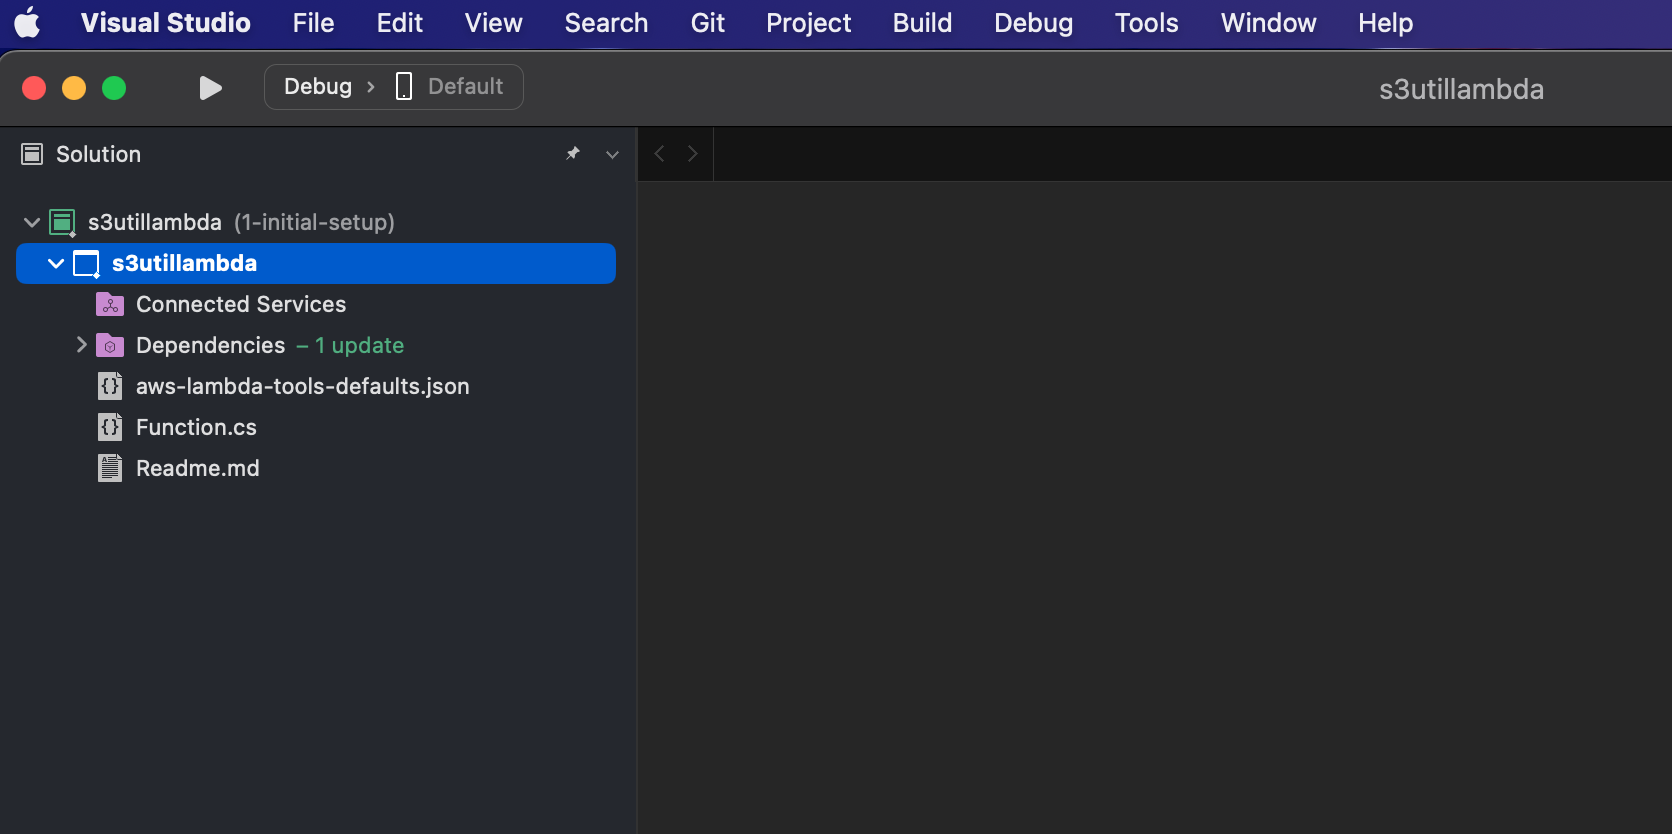 Visual Studio File Edit View Search Git Project Build Debug Tools Window Help
Debug › Default s3utillambda
Solution
s3utillambda (1-initial-setup)
s3utillambda
Connected Services
Dependencies – 1 update
aws-lambda-tools-defaults.json
Function.cs
Readme.md